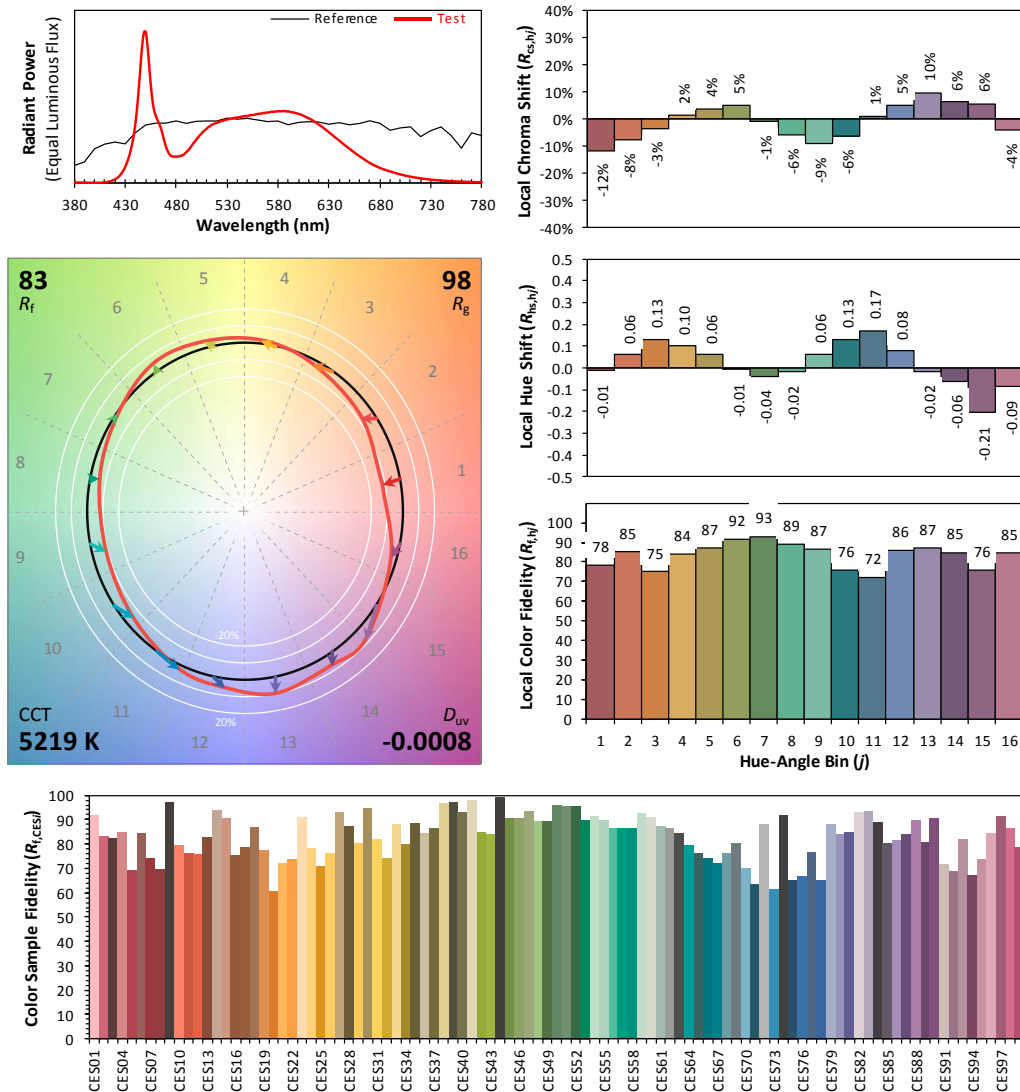 Reference
Test
Radiant Power
(Equal Luminous Flux)
380 430 480 530 580 630 680 730 780
Wavelength (nm)
Local Chroma Shift (Rcs,hj)
40%
30%
20%
10%
0%
-10%
-20%
-30%
-40%
-12% -8% -3% 2% 4% 5% -1% -6% -9% -6% 1% 5% 10% 6% 6% -4%
83
Rf
98
Rg
5 4
6 3
7 2
8 1
9 16
10 15
11 14
12 13
-20%
20%
CCT
5219 K
Duv
-0.0008
Local Hue Shift (Rhs,hj)
0.5
0.4
0.3
0.2
0.1
0.0
-0.1
-0.2
-0.3
-0.4
-0.5
-0.01 0.06 0.13 0.10 0.06 -0.01 -0.04 -0.02 0.06 0.13 0.17 0.08 -0.02 -0.06 -0.21 -0.09
Local Color Fidelity (Rf,hj)
100
90
80
70
60
50
40
30
20
10
0
78 85 75 84 87 92 93 89 87 76 72 86 87 85 76 85
1 2 3 4 5 6 7 8 9 10 11 12 13 14 15 16
Hue-Angle Bin (j)
Color Sample Fidelity (Rf,CESi)
100
90
80
70
60
50
40
30
20
10
0
CES01 CES04 CES07 CES10 CES13 CES16 CES19 CES22 CES25 CES28 CES31 CES34 CES37 CES40 CES43 CES46 CES49 CES52 CES55 CES58 CES61 CES64 CES67 CES70 CES73 CES76 CES79 CES82 CES85 CES88 CES91 CES94 CES97